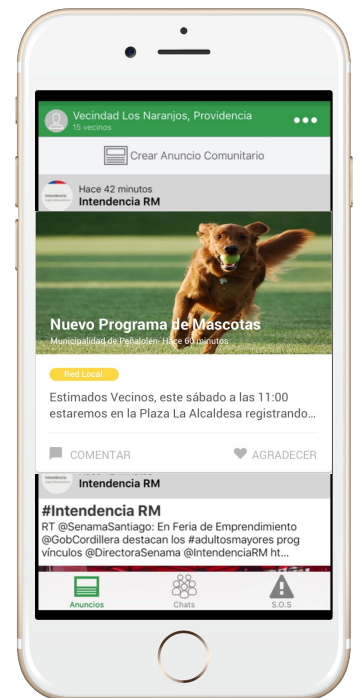 Vecindad Los Naranjos, Providencia
15 vecinos
Crear Anuncio Comunitario
Hace 42 minutos
Intendencia RM
Nuevo Programa de Mascotas
Municipalidad de Peñalolén- Hace 60 minutos
Red Local
Estimados Vecinos, este sábado a las 11:00
estaremos en la Plaza La Alcaldesa registrando...
COMENTAR
AGRADECER
Intendencia RM
#Intendencia RM
RT @SenamaSantiago: En Feria de Emprendimiento
@GobCordillera destacan los #adultosmayores prog
vínculos @DirectoraSenama @IntendenciaRM ht...
Anuncios
Chats
S.O.S